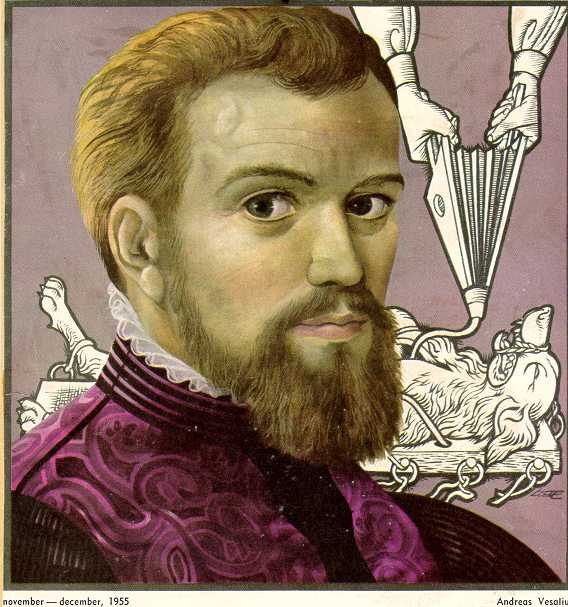 november — december, 1955
Andreas Vesaliu